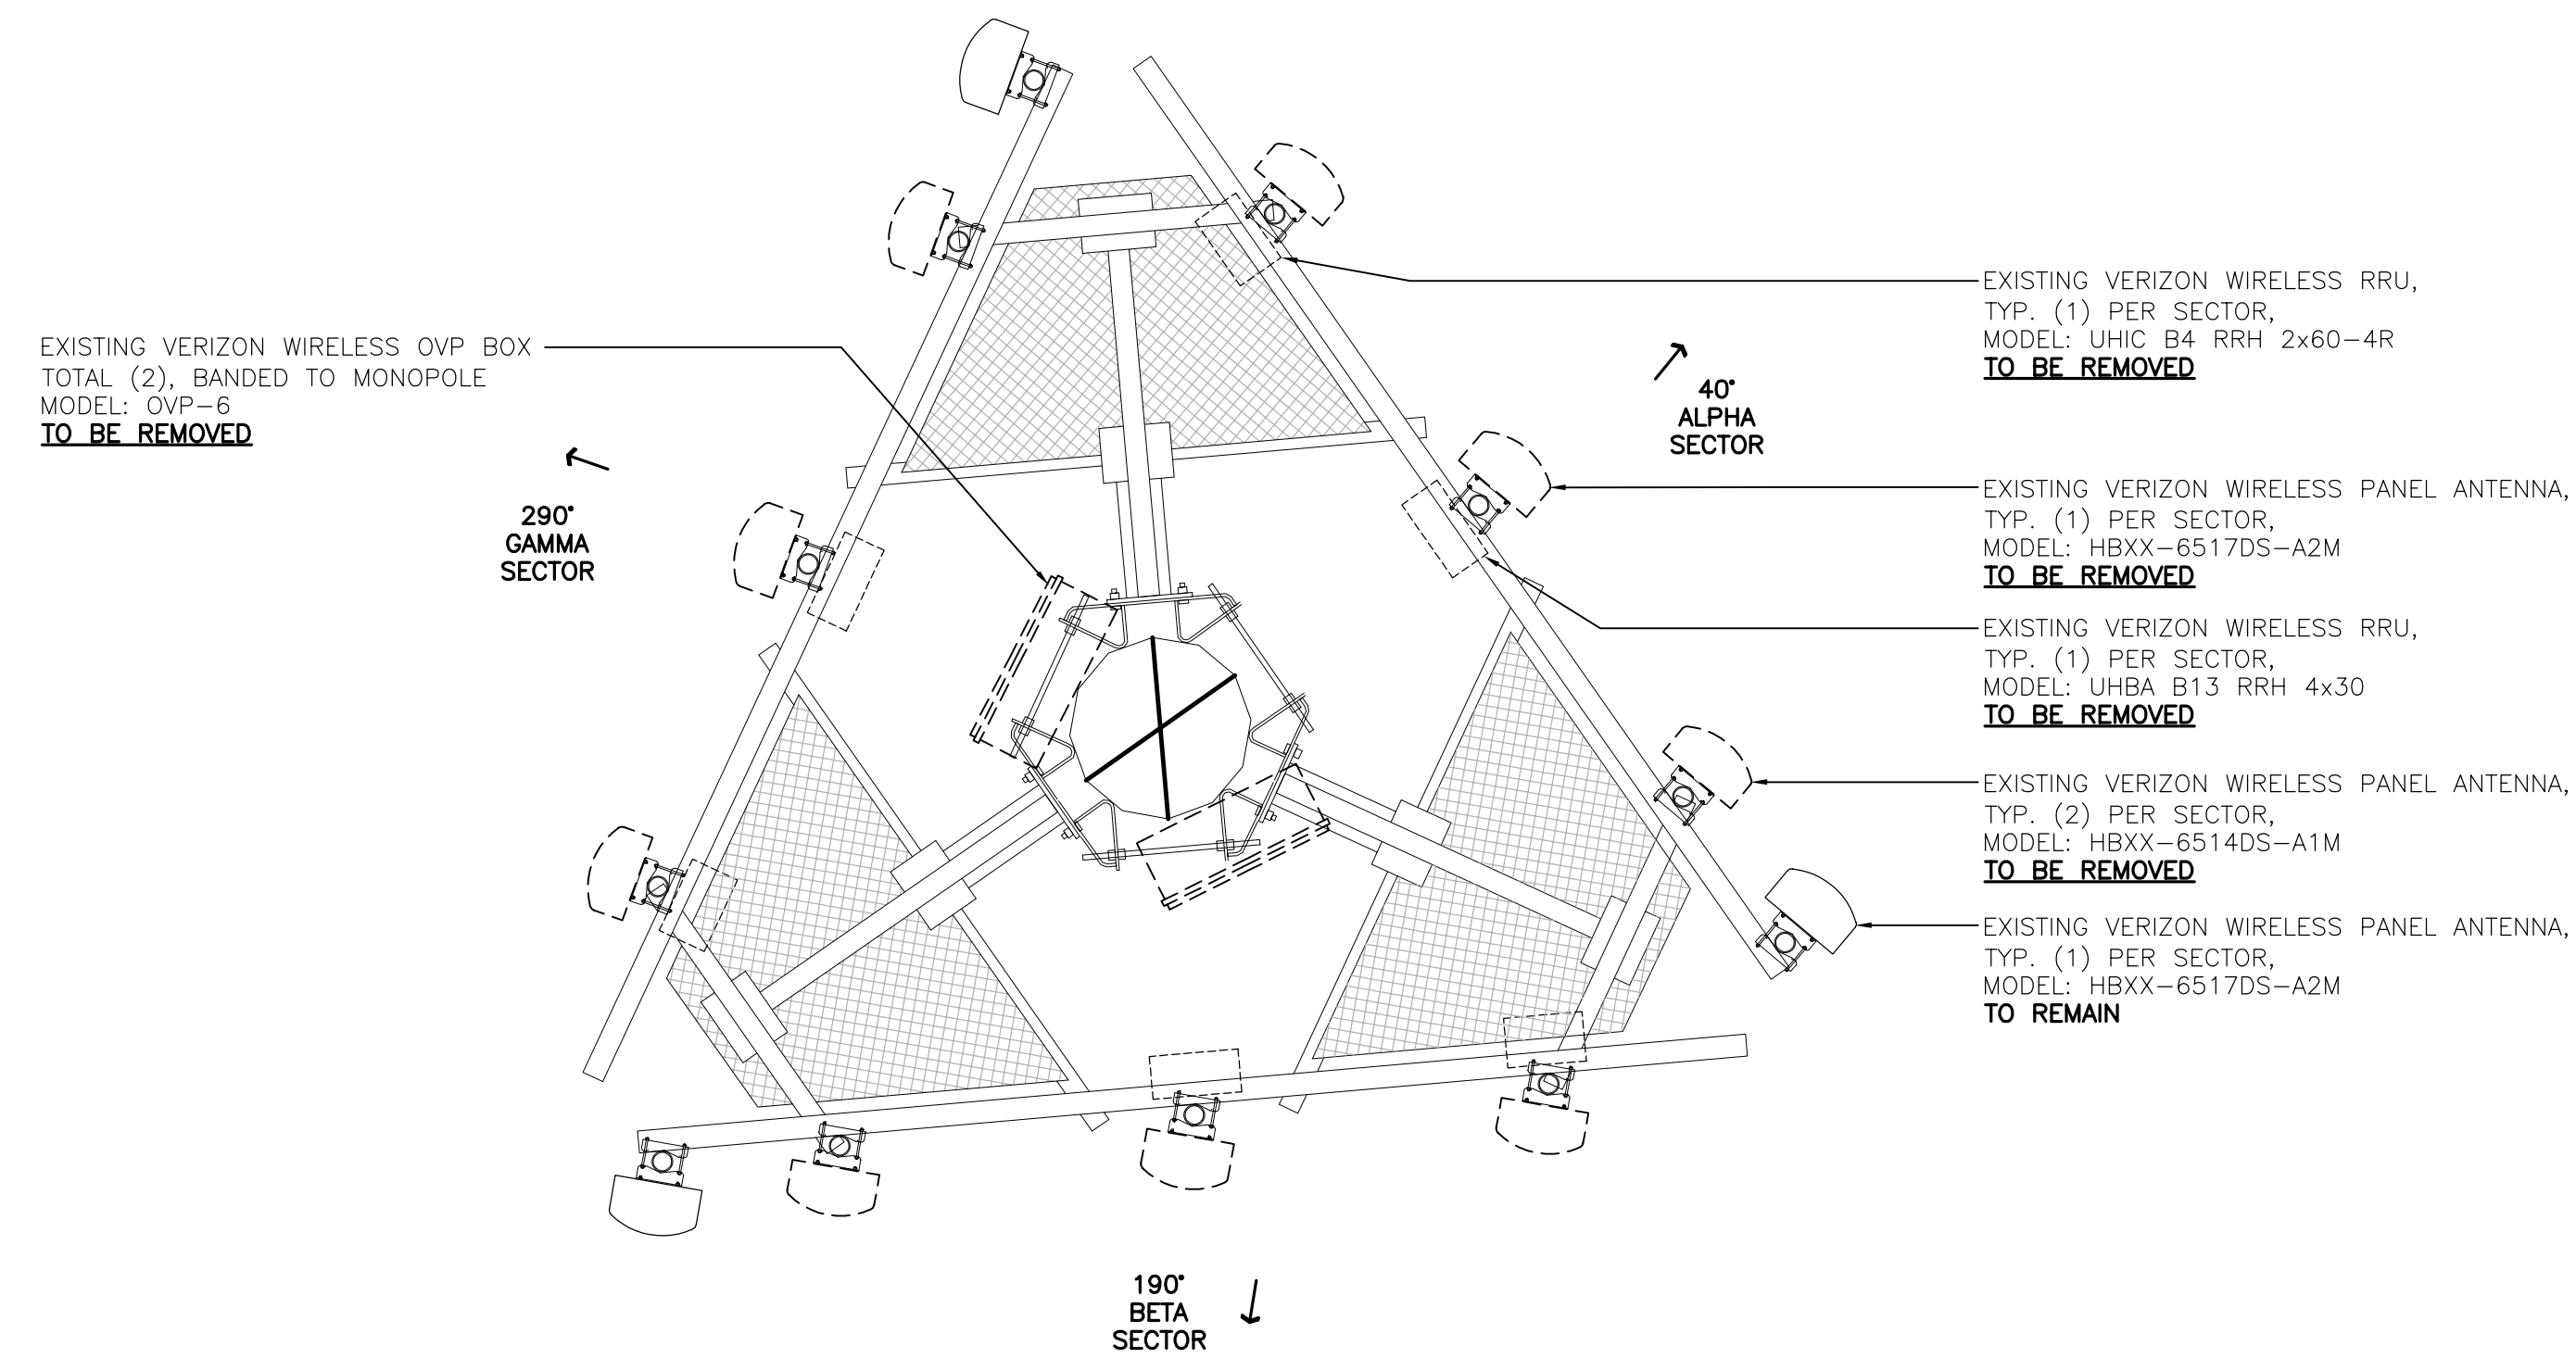 EXISTING VERIZON WIRELESS OVP BOX
TOTAL (2), BANDED TO MONOPOLE
MODEL: OVP-6
TO BE REMOVED
290°
GAMMA
SECTOR
40°
ALPHA
SECTOR
190°
BETA
SECTOR
EXISTING VERIZON WIRELESS RRU,
TYP. (1) PER SECTOR,
MODEL: UHIC B4 RRH 2x60-4R
TO BE REMOVED
EXISTING VERIZON WIRELESS PANEL ANTENNA,
TYP. (1) PER SECTOR,
MODEL: HBXX-6517DS-A2M
TO BE REMOVED
EXISTING VERIZON WIRELESS RRU,
TYP. (1) PER SECTOR,
MODEL: UHBA B13 RRH 4x30
TO BE REMOVED
EXISTING VERIZON WIRELESS PANEL ANTENNA,
TYP. (2) PER SECTOR,
MODEL: HBXX-6514DS-A1M
TO BE REMOVED
EXISTING VERIZON WIRELESS PANEL ANTENNA,
TYP. (1) PER SECTOR,
MODEL: HBXX-6517DS-A2M
TO REMAIN